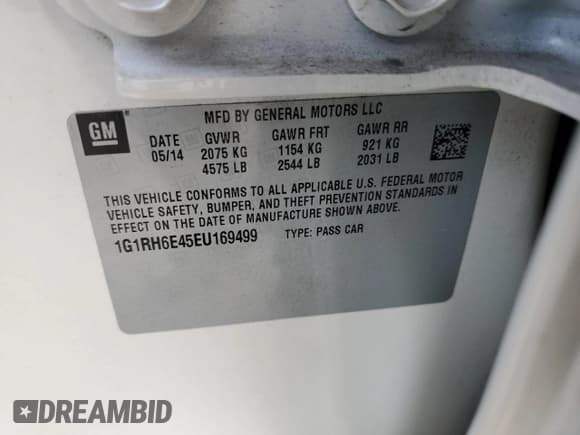 GM
MFD BY GENERAL MOTORS LLC
DATE GVWR GAWR FRT GAWR RR
05/14 2075 KG 1154 KG 921 KG
4575 LB 2544 LB 2031 LB
THIS VEHICLE CONFORMS TO ALL APPLICABLE U.S. FEDERAL MOTOR
VEHICLE SAFETY, BUMPER, AND THEFT PREVENTION STANDARDS IN
EFFECT ON THE DATE OF MANUFACTURE SHOWN ABOVE.
1G1RH6E45EU169499 TYPE: PASS CAR
DREAMBID